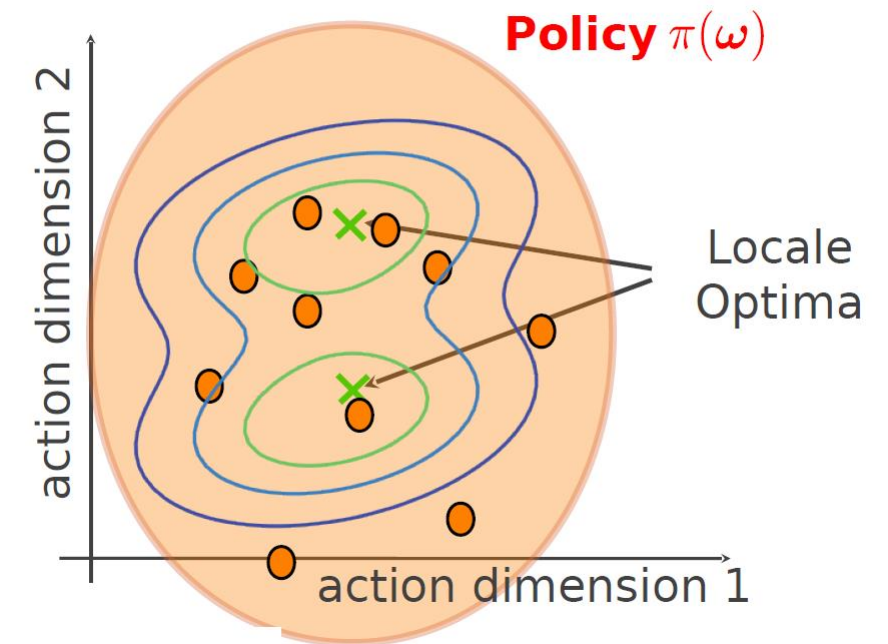 Policy π(ω)
action dimension 2
Locale
Optima
action dimension 1